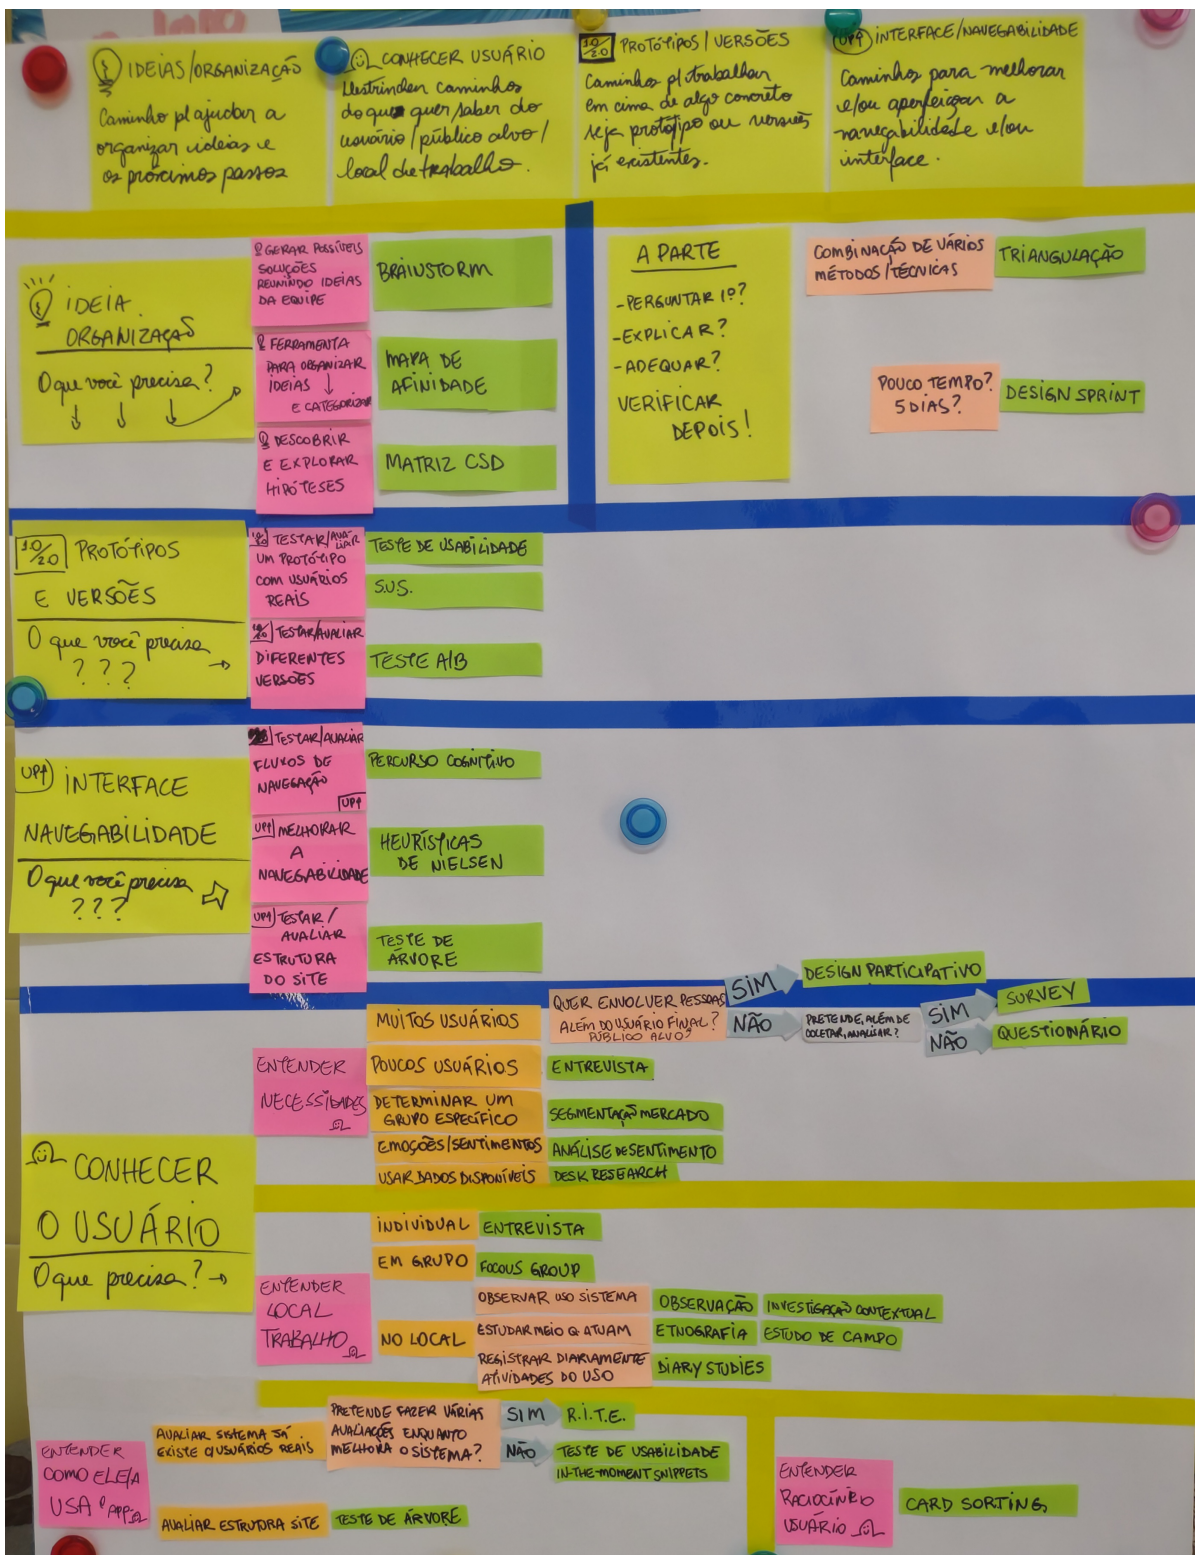 IDEIAS/ORGANIZAÇÃO
Caminho p/ ajudar a
organizar ideias e
os próximos passos
CONHECER USUÁRIO
Destrinchar caminhos
do que quer saber do
usuário/público alvo/
local de trabalho.
1.0/2.0 PROTÓTIPOS/VERSÕES
Caminhos p/ trabalhar
em cima de algo concreto
seja protótipo ou versões
já existentes.
UP↑ INTERFACE/NAVEGABILIDADE
Caminhos para melhorar
e/ou aperfeiçoar a
navegabilidade e/ou
interface.
IDEIA
ORGANIZAÇÃO
O que você precisa?
GERAR POSSÍVEIS
SOLUÇÕES
REUNINDO IDEIAS
DA EQUIPE
BRAINSTORM
FERRAMENTA
PARA ORGANIZAR
IDEIAS ↓
E CATEGORIZAR
MAPA DE
AFINIDADE
DESCOBRIR
E EXPLORAR
HIPÓTESES
MATRIZ CSD
A PARTE
-PERGUNTAR 1º?
-EXPLICAR?
-ADEQUAR?
VERIFICAR
DEPOIS!
COMBINAÇÃO DE VÁRIOS
MÉTODOS/TÉCNICAS
TRIANGULAÇÃO
POUCO TEMPO?
5 DIAS?
DESIGN SPRINT
1.0/2.0 PROTÓTIPOS
E VERSÕES
O que você precisa →
???
TESTAR/AVALIAR
UM PROTÓTIPO
COM USUÁRIOS
REAIS
TESTE DE USABILIDADE
S.U.S.
TESTAR/AVALIAR
DIFERENTES
VERSÕES
TESTE A/B
UP↑ INTERFACE
NAVEGABILIDADE
O que você precisa
???
TESTAR/AVALIAR
FLUXOS DE
NAVEGAÇÃO
UP↑
PERCURSO COGNITIVO
UP↑ MELHORAR
A
NAVEGABILIDADE
HEURÍSTICAS
DE NIELSEN
UP↑ TESTAR/
AVALIAR
ESTRUTURA
DO SITE
TESTE DE
ÁRVORE
CONHECER
O USUÁRIO
O que precisa? →
ENTENDER
NECESSIDADES
MUITOS USUÁRIOS
QUER ENVOLVER PESSOAS
ALÉM DO USUÁRIO FINAL?
PÚBLICO ALVO?
SIM
DESIGN PARTICIPATIVO
NÃO
PRETENDE, ALÉM DE
COLETAR, ANALISAR?
SIM
SURVEY
NÃO
QUESTIONÁRIO
POUCOS USUÁRIOS
ENTREVISTA
DETERMINAR UM
GRUPO ESPECÍFICO
SEGMENTAÇÃO MERCADO
EMOÇÕES/SENTIMENTOS
ANÁLISE DE SENTIMENTO
USAR DADOS DISPONÍVEIS
DESK RESEARCH
ENTENDER
LOCAL
TRABALHO
INDIVIDUAL
ENTREVISTA
EM GRUPO
FOCOUS GROUP
NO LOCAL
OBSERVAR USO SISTEMA
OBSERVAÇÃO
INVESTIGAÇÃO CONTEXTUAL
ESTUDAR MEIO Q ATUAM
ETNOGRAFIA
ESTUDO DE CAMPO
REGISTRAR DIARIAMENTE
ATIVIDADES DO USO
DIARY STUDIES
ENTENDER
COMO ELE/A
USA APP
AVALIAR SISTEMA JÁ
EXISTE C/ USUÁRIOS REAIS
PRETENDE FAZER VÁRIAS
AVALIAÇÕES ENQUANTO
MELHORA O SISTEMA?
SIM
R.I.T.E.
NÃO
TESTE DE USABILIDADE
IN-THE-MOMENT SNIPPETS
AVALIAR ESTRUTURA SITE
TESTE DE ÁRVORE
ENTENDER
RACIOCÍNIO
USUÁRIO
CARD SORTING